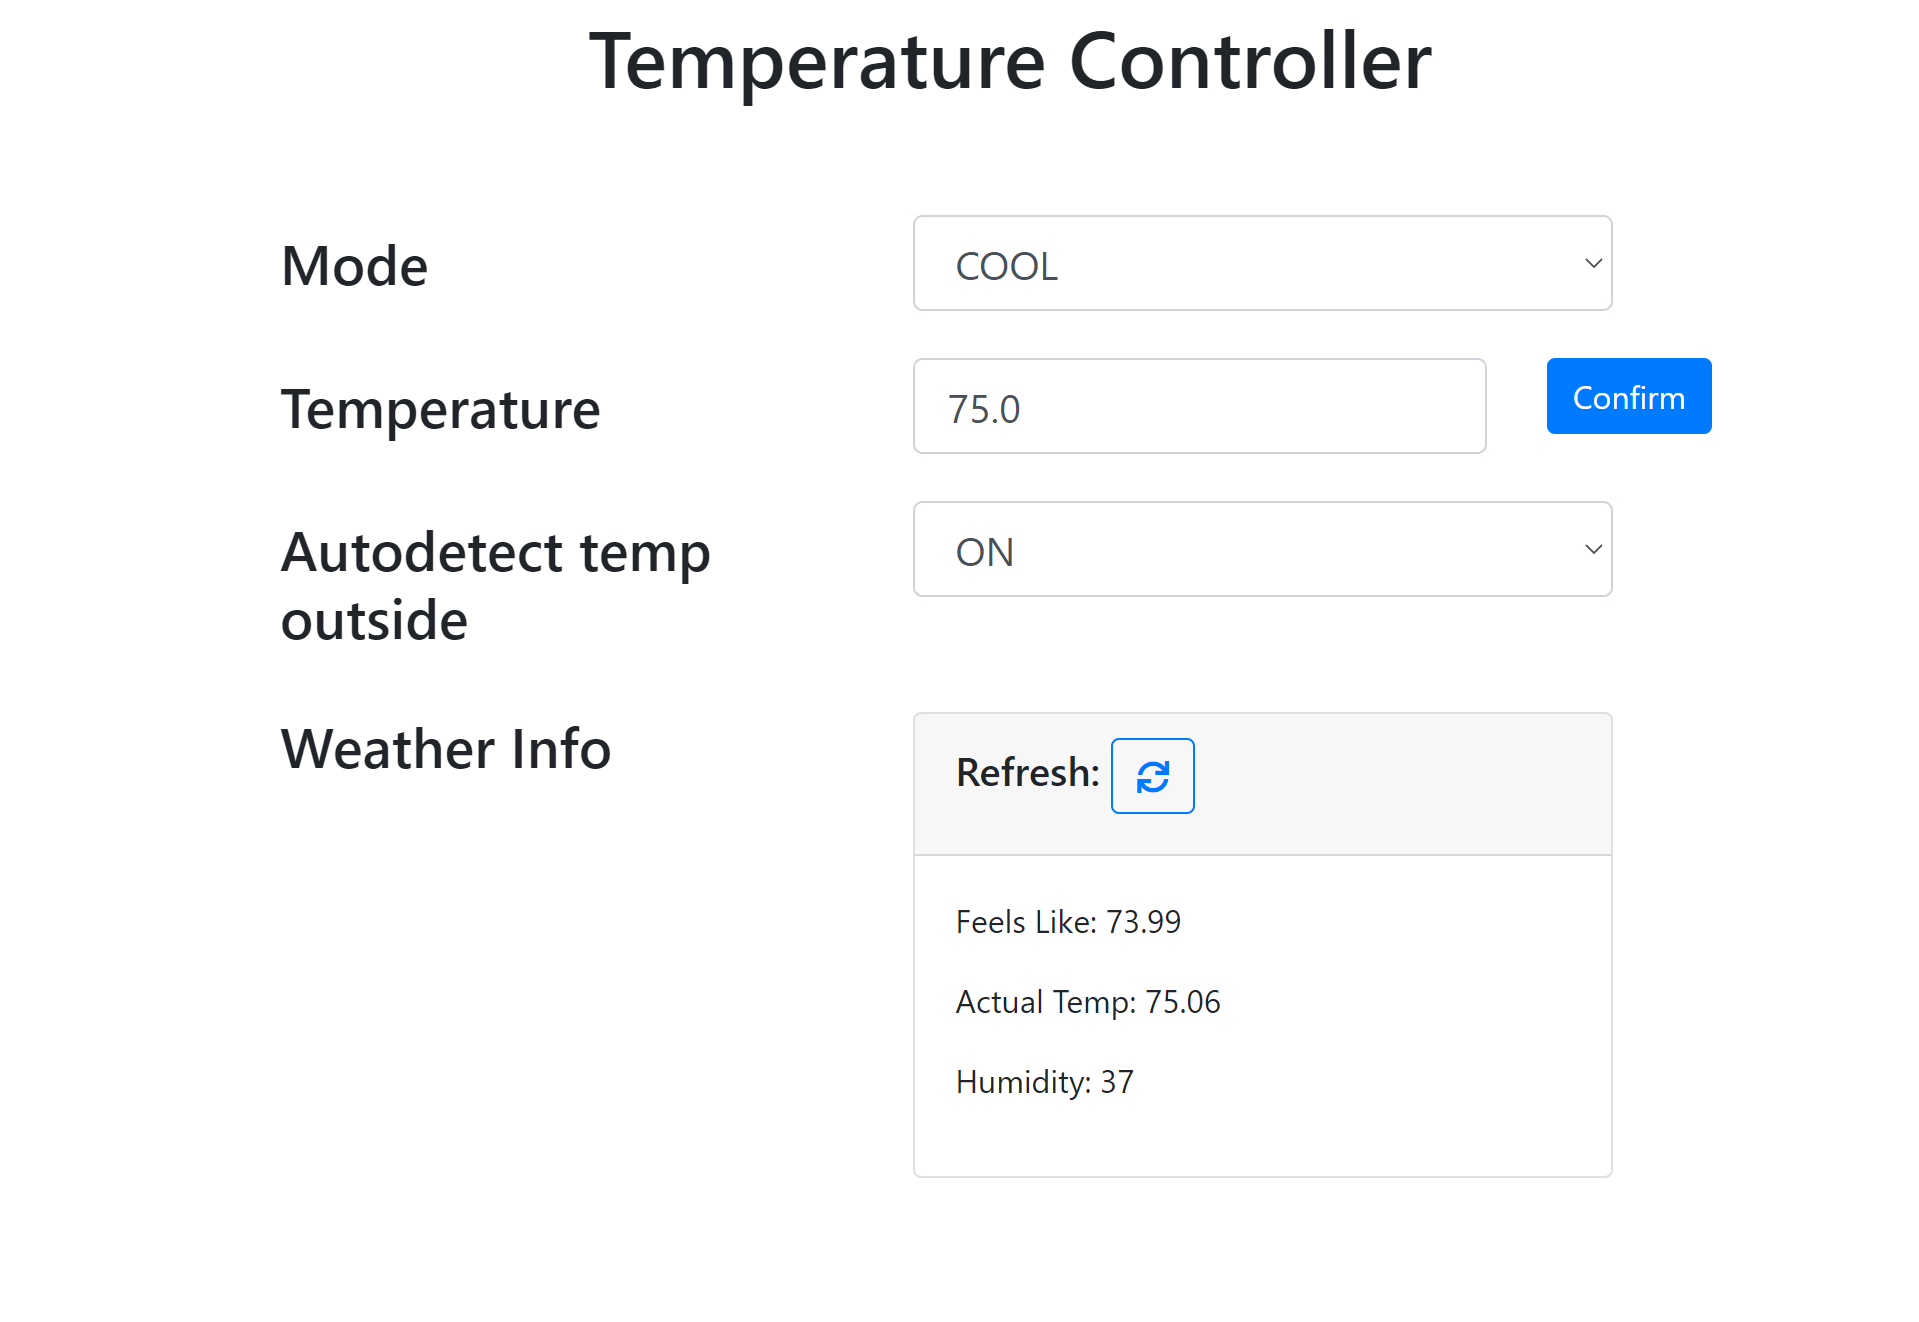 Temperature Controller
Mode
COOL
Temperature
75.0
Confirm
Autodetect temp
outside
ON
Weather Info
Refresh:
Feels Like: 73.99
Actual Temp: 75.06
Humidity: 37